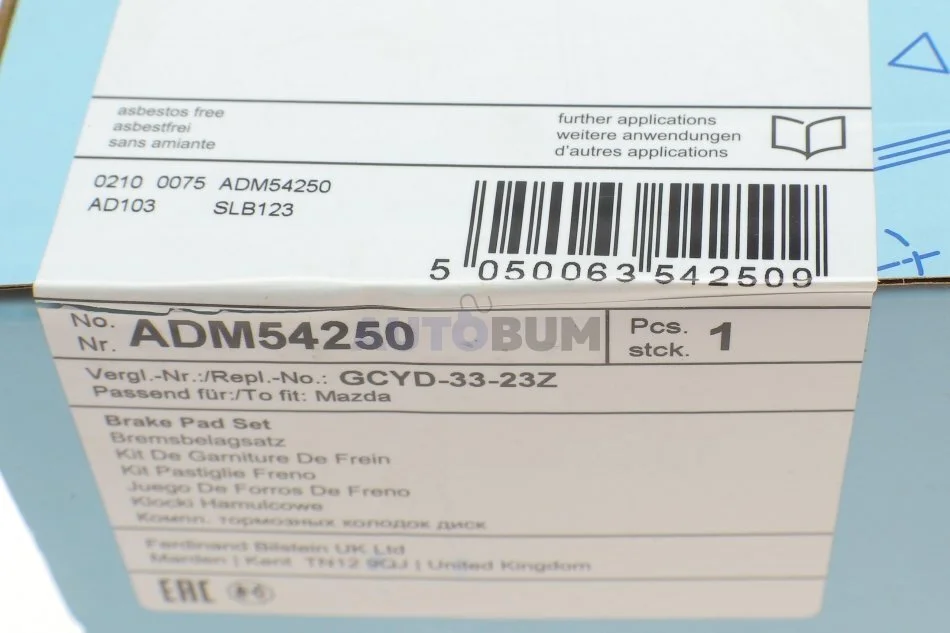 asbestos free
asbestfrei
sans amiante
further applications
weitere anwendungen
d'autres applications
0210 0075 ADM54250
AD103 SLB123
5 050063 542509
No.
Nr. ADM54250
AUTOBUM
Pcs.
stck. 1
Vergl.-Nr.:/Repl.-No.: GCYD-33-23Z
Passend für:/To fit: Mazda
Brake Pad Set
Bremsbelagsatz
Kit De Garniture De Frein
Kit Pastiglie Freno
Juego De Forros De Freno
Klocki Hamulcowe
Компл. тормозных колодок диск
Ferdinand Bilstein UK Ltd
Marden | Kent TN12 9QJ | United Kingdom
EAC